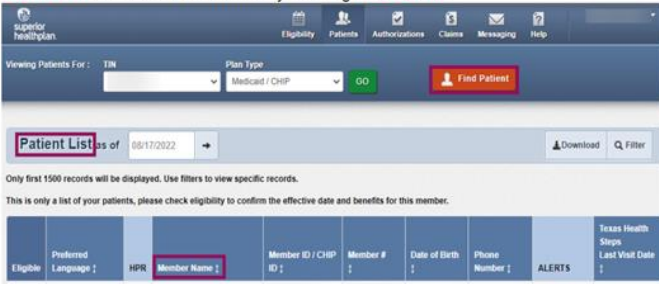 superior
healthplan
Eligibility Patients Authorizations Claims Messaging Help
Viewing Patients For : TIN Plan Type
Medicaid / CHIP GO Find Patient
Patient List as of 08/17/2022 Download Filter
Only first 1500 records will be displayed. Use filters to view specific records.
This is only a list of your patients, please check eligibility to confirm the effective date and benefits for this member.
Texas Health
Steps
Preferred Member ID / CHIP Member # Date of Birth Phone Last Visit Date
Eligible Language HPR Member Name ID Number ALERTS